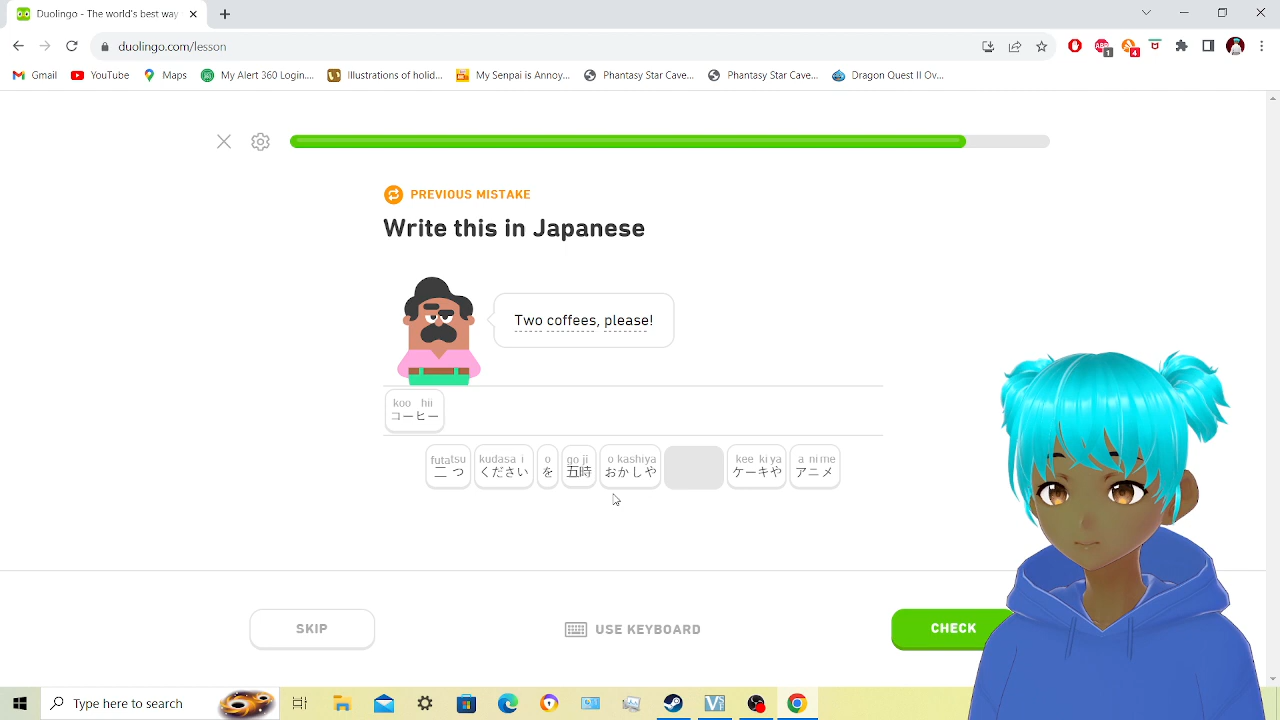 Duolingo - The world's best way
duolingo.com/lesson
1
4
Gmail
YouTube
Maps
My Alert 360 Login...
Illustrations of holid...
My Senpai is Annoy...
Phantasy Star Cave...
Phantasy Star Cave...
Dragon Quest II Ov...
PREVIOUS MISTAKE
Write this in Japanese
Two coffees, please!
koo hii
コーヒー
futatsu
二つ
kudasa i
ください
o
を
go ji
五時
o kashiya
おかしや
kee ki ya
ケーキや
a ni me
アニメ
SKIP
USE KEYBOARD
CHECK
Type here to search